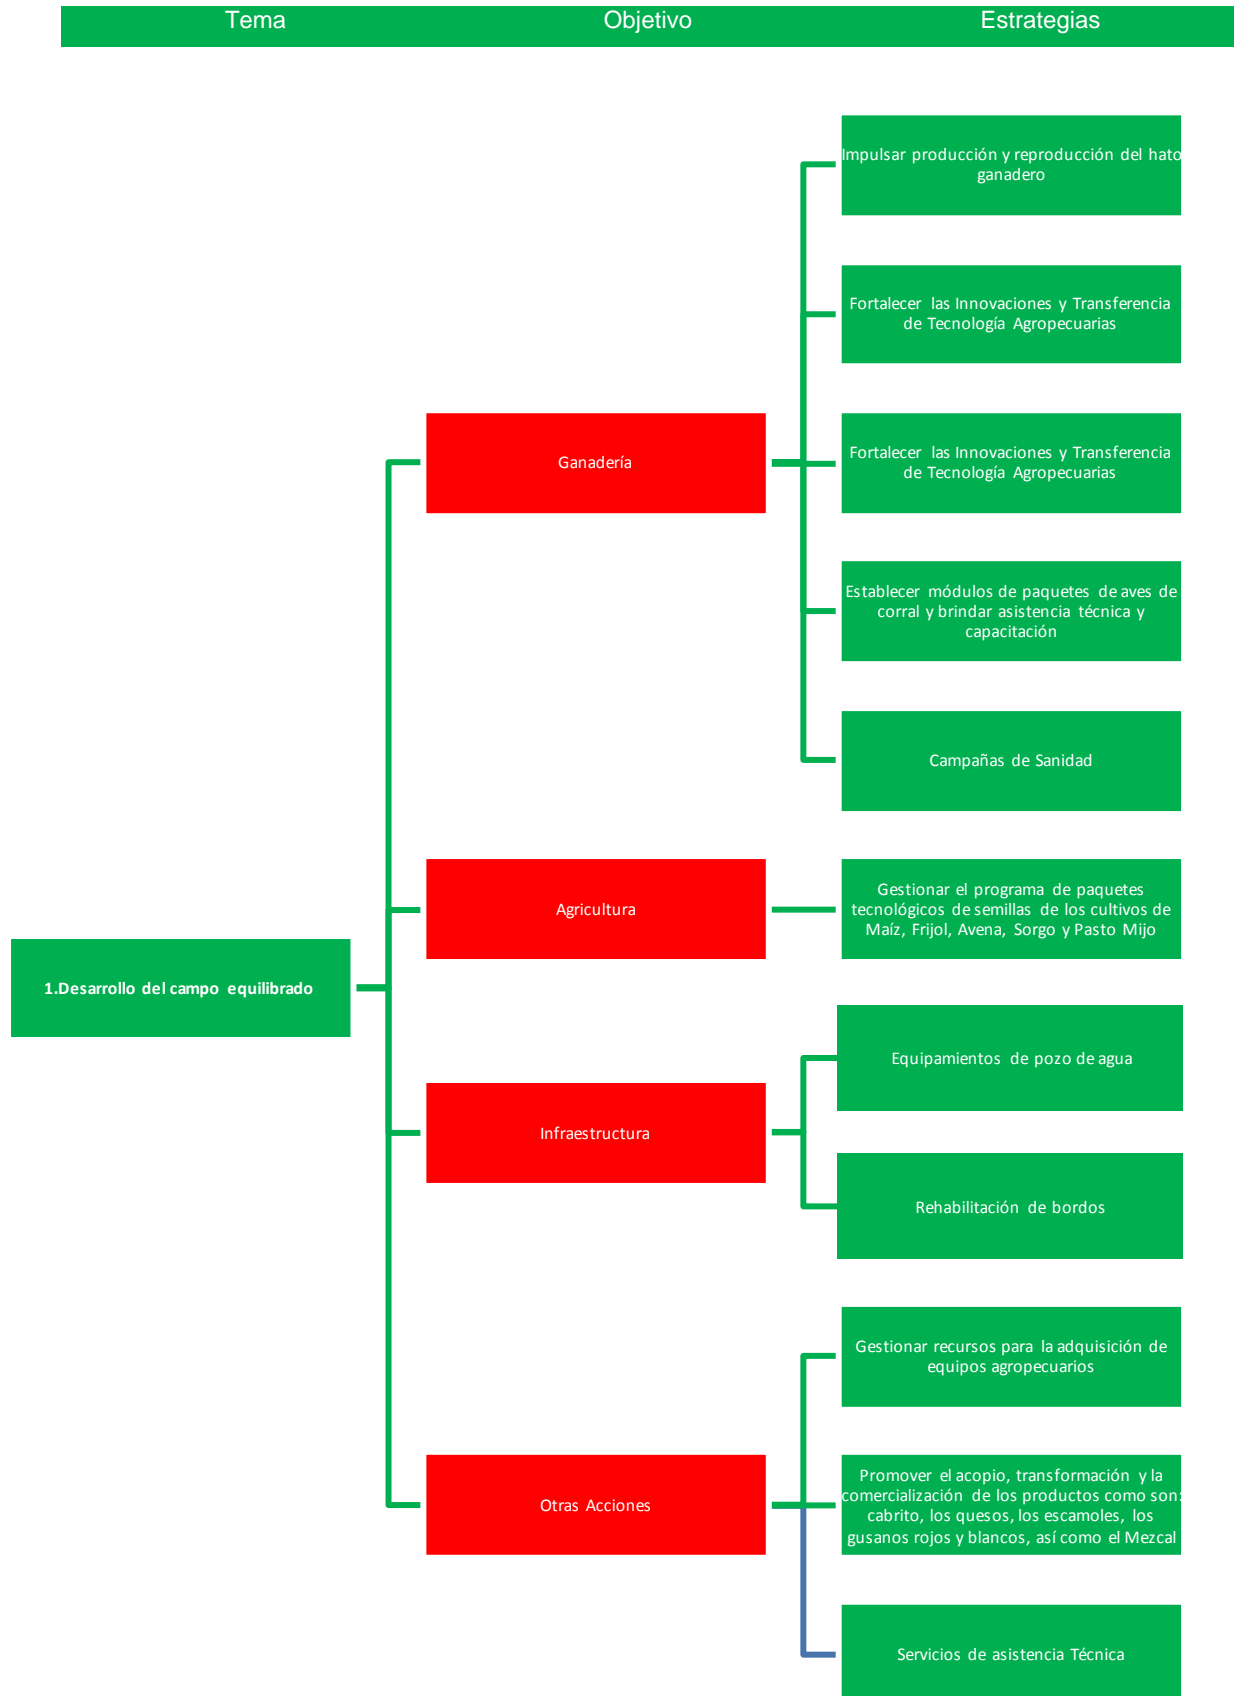 Tema Objetivo Estrategias
Impulsar producción y reproducción del hato
ganadero
Fortalecer las Innovaciones y Transferencia
de Tecnología Agropecuarias
Ganadería
Fortalecer las Innovaciones y Transferencia
de Tecnología Agropecuarias
Establecer módulos de paquetes de aves de
corral y brindar asistencia técnica y
capacitación
Campañas de Sanidad
Agricultura
Gestionar el programa de paquetes
tecnológicos de semillas de los cultivos de
Maíz, Frijol, Avena, Sorgo y Pasto Mijo
1.Desarrollo del campo equilibrado
Equipamientos de pozo de agua
Infraestructura
Rehabilitación de bordos
Gestionar recursos para la adquisición de
equipos agropecuarios
Otras Acciones
Promover el acopio, transformación y la
comercialización de los productos como son:
cabrito, los quesos, los escamoles, los
gusanos rojos y blancos, así como el Mezcal
Servicios de asistencia Técnica